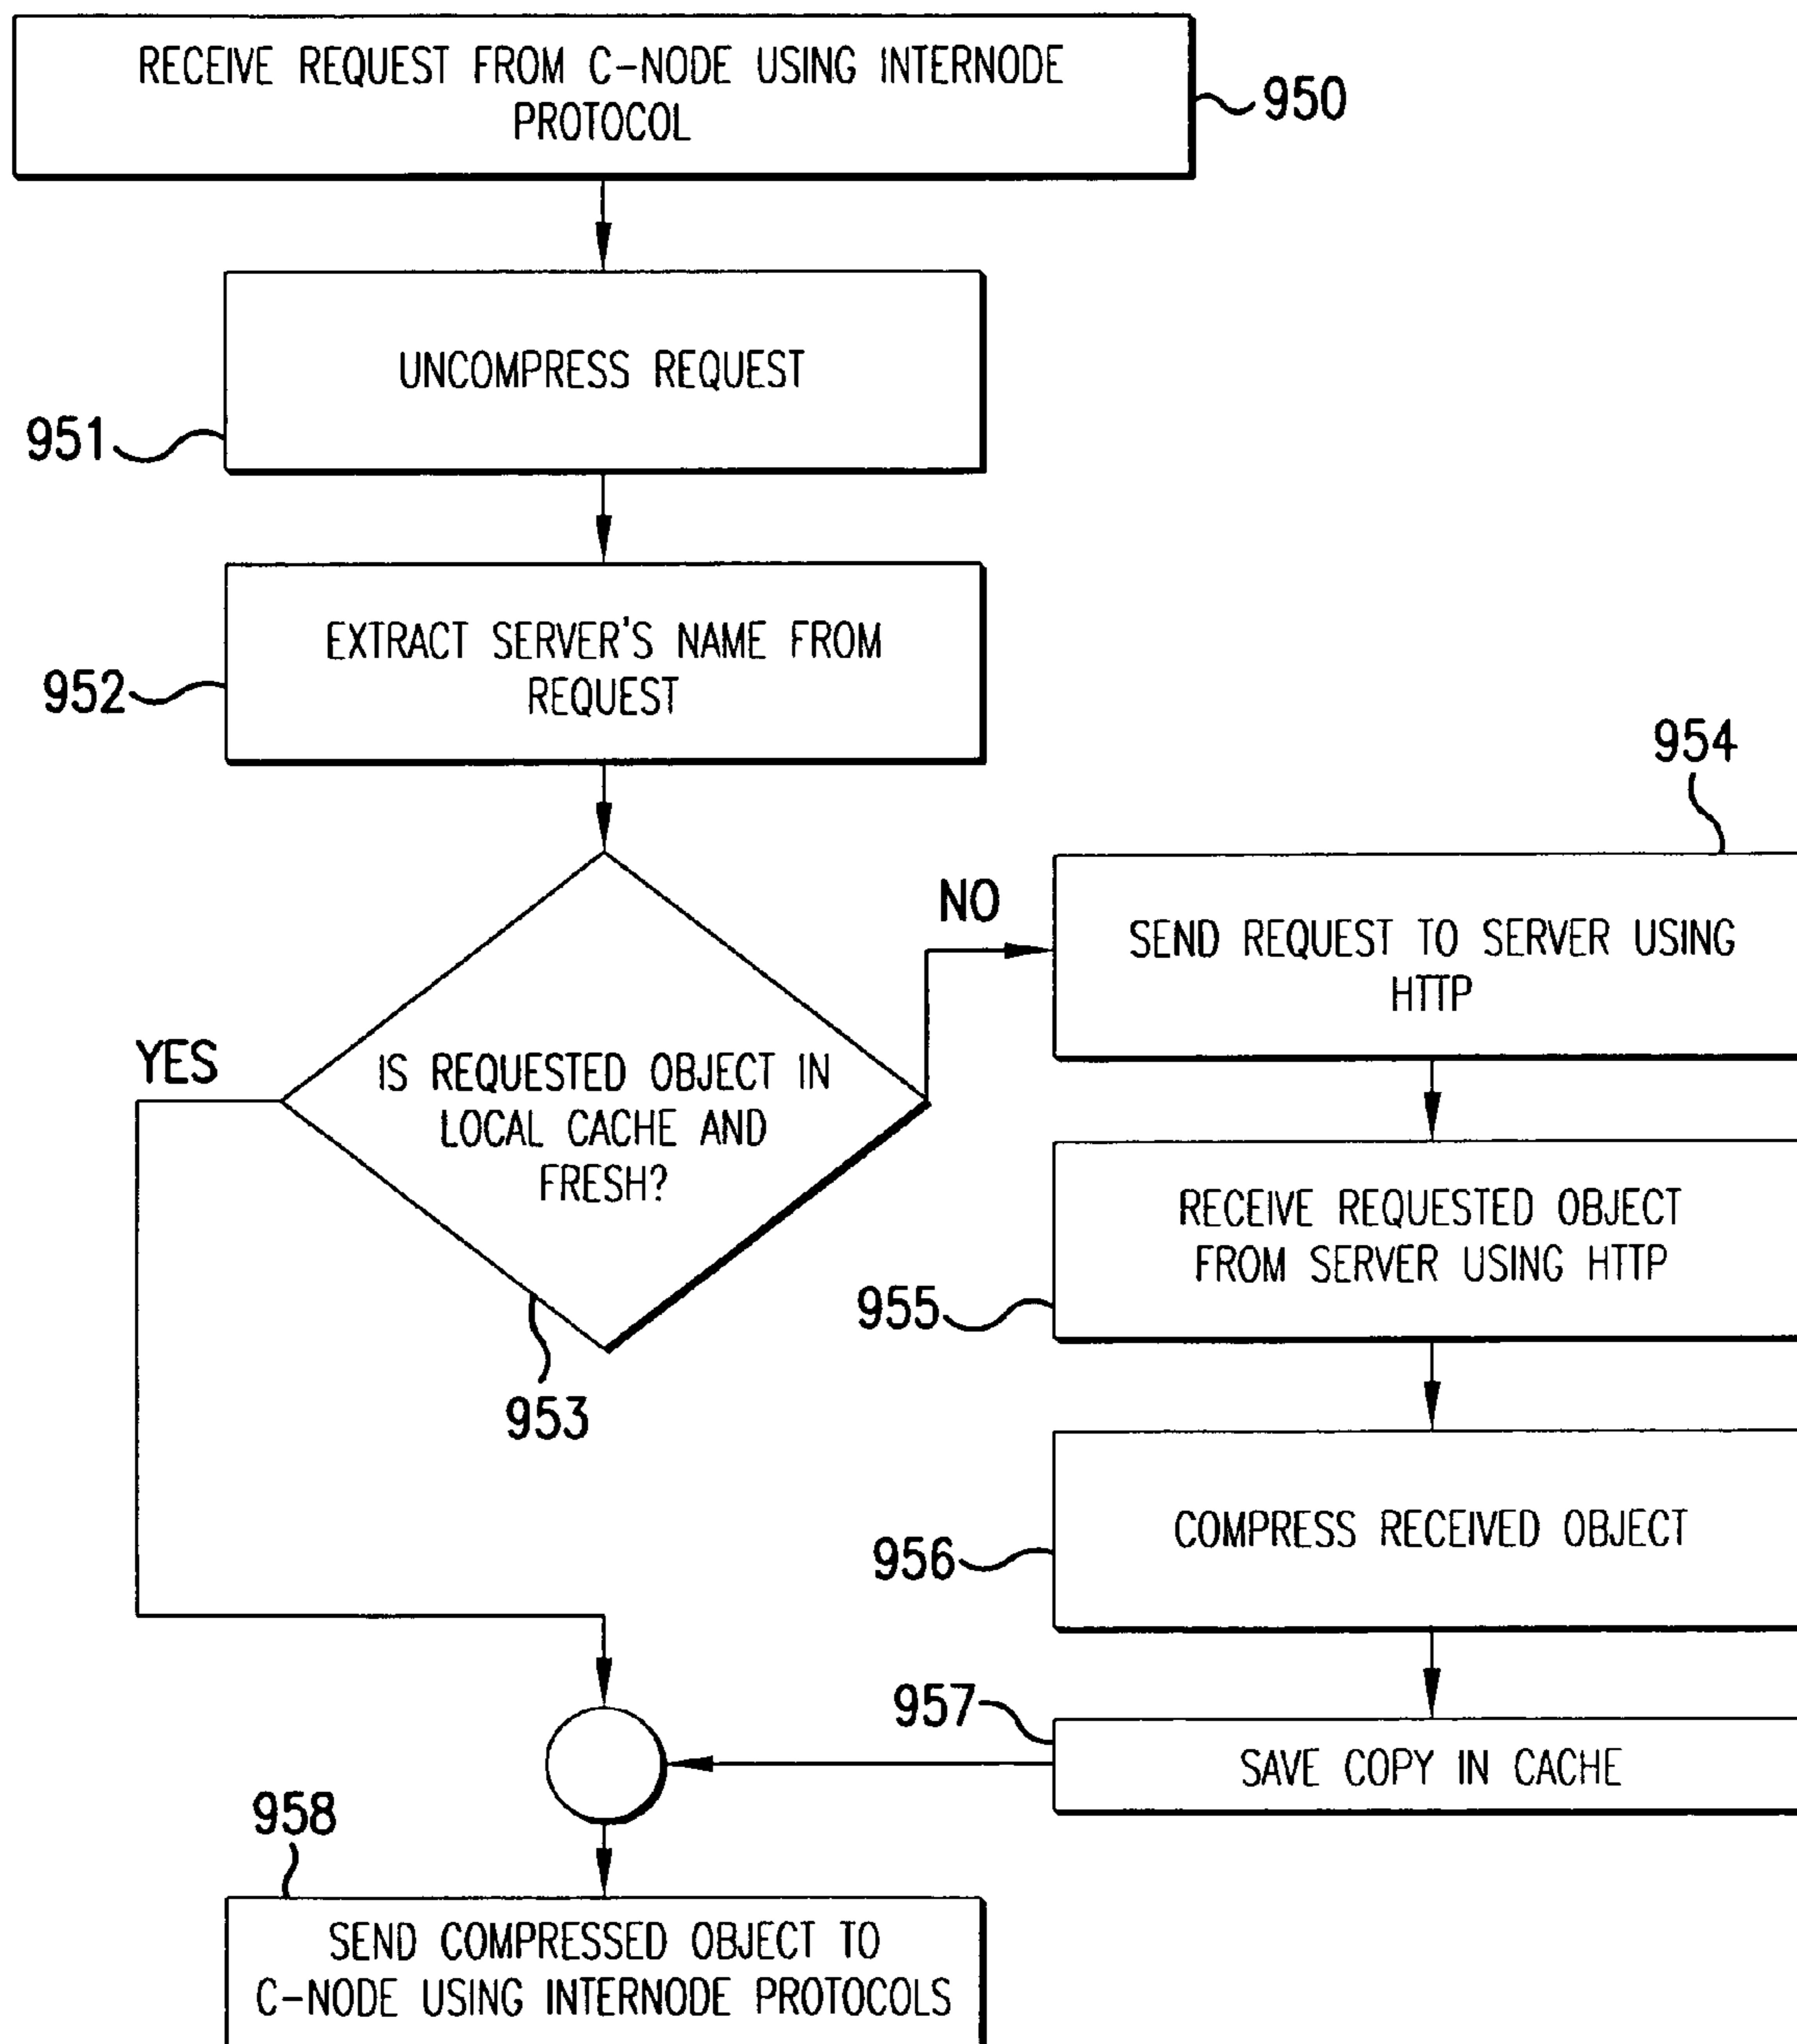 RECEIVE REQUEST FROM C-NODE USING INTERNODE
PROTOCOL
950
UNCOMPRESS REQUEST
951
EXTRACT SERVER'S NAME FROM
REQUEST
952
954
NO
SEND REQUEST TO SERVER USING
HTTP
YES
IS REQUESTED OBJECT IN
LOCAL CACHE AND
FRESH?
953
RECEIVE REQUESTED OBJECT
FROM SERVER USING HTTP
955
COMPRESS RECEIVED OBJECT
956
957
SAVE COPY IN CACHE
958
SEND COMPRESSED OBJECT TO
C-NODE USING INTERNODE PROTOCOLS